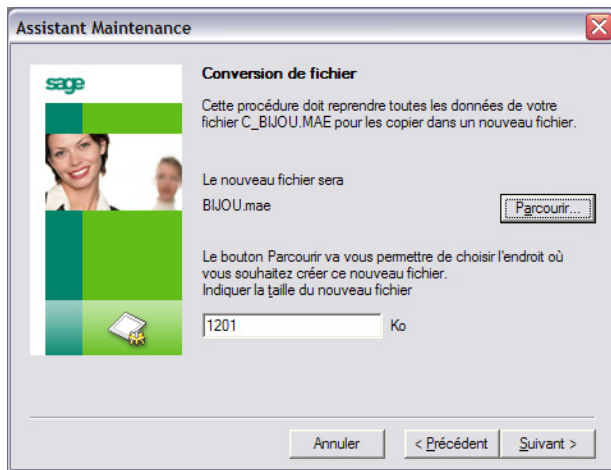 Assistant Maintenance
sage
Conversion de fichier
Cette procédure doit reprendre toutes les données de votre
fichier C_BIJOU.MAE pour les copier dans un nouveau fichier.
Le nouveau fichier sera
BIJOU.mae
Parcourir...
Le bouton Parcourir va vous permettre de choisir l'endroit où
vous souhaitez créer ce nouveau fichier.
Indiquer la taille du nouveau fichier
1201 Ko
Annuler < Précédent Suivant >